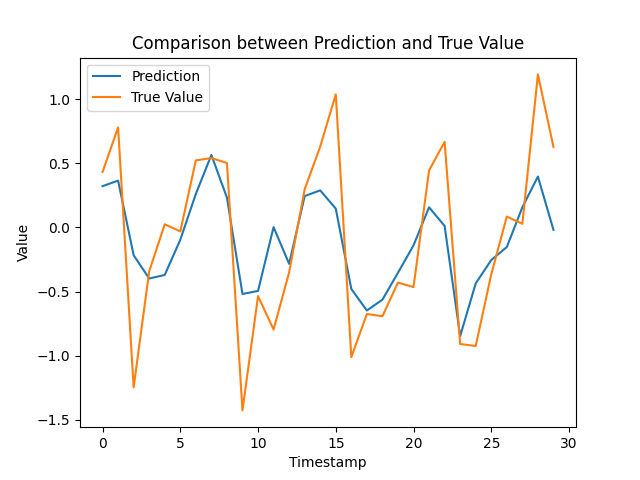 Comparison between Prediction and True Value
Prediction
True Value
1.0
0.5
0.0
−0.5
−1.0
−1.5
Value
0 5 10 15 20 25 30
Timestamp